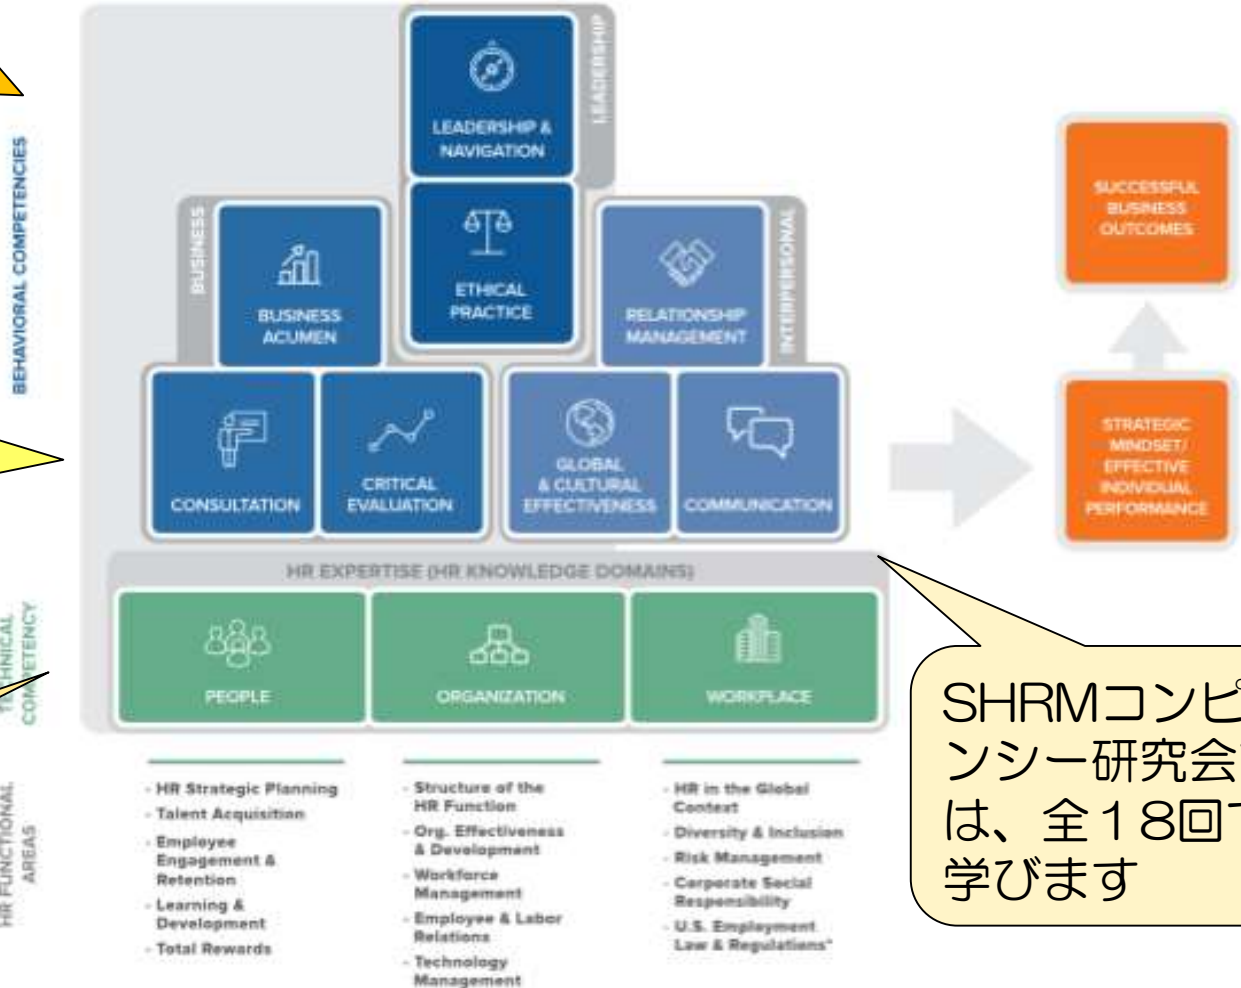 LEADERSHIP
LEADERSHIP &
NAVIGATION
ETHICAL
PRACTICE
BEHAVIORAL COMPETENCIES
BUSINESS
BUSINESS
ACUMEN
RELATIONSHIP
MANAGEMENT
INTERPERSONAL
CONSULTATION
CRITICAL
EVALUATION
GLOBAL
& CULTURAL
EFFECTIVENESS
COMMUNICATION
SUCCESSFUL
BUSINESS
OUTCOMES
STRATEGIC
MINDSET/
EFFECTIVE
INDIVIDUAL
PERFORMANCE
HR EXPERTISE (HR KNOWLEDGE DOMAINS)
TECHNICAL
COMPETENCY
PEOPLE
ORGANIZATION
WORKPLACE
HR FUNCTIONAL
AREAS
- HR Strategic Planning
- Talent Acquisition
- Employee
Engagement &
Retention
- Learning &
Development
- Total Rewards
- Structure of the
HR Function
- Org. Effectiveness
& Development
- Workforce
Management
- Employee & Labor
Relations
- Technology
Management
- HR in the Global
Context
- Diversity & Inclusion
- Risk Management
- Corporate Social
Responsibility
- U.S. Employment
Law & Regulations*
SHRMコンピ
ンシー研究会
は、全18回
学びます